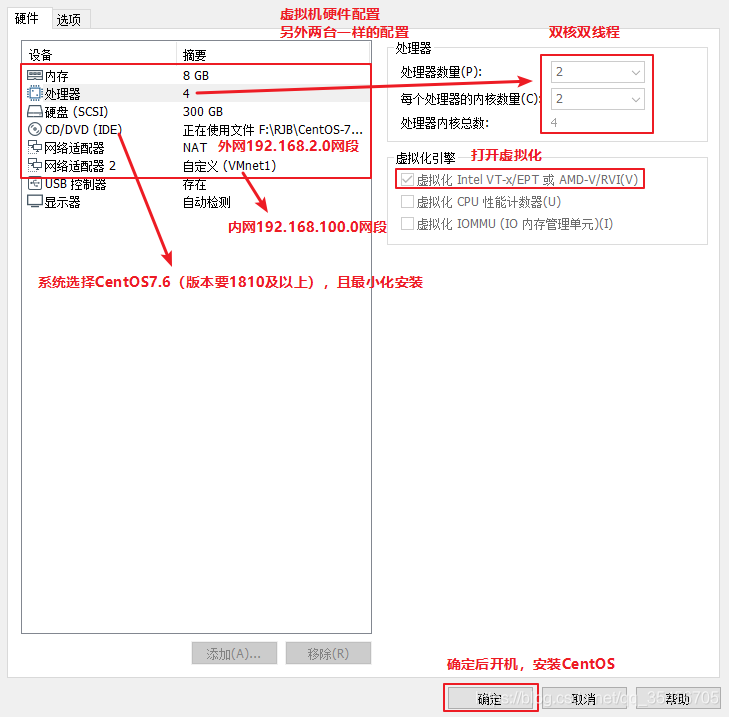 硬件
选项
虚拟机硬件配置
另外两台一样的配置
设备 摘要
内存 8 GB
处理器 4
硬盘 (SCSI) 300 GB
CD/DVD (IDE) 正在使用文件 F:\RJB\CentOS-7...
网络适配器 NAT 外网192.168.2.0网段
网络适配器 2 自定义 (VMnet1)
USB 控制器 存在
显示器 自动检测
内网192.168.100.0网段
系统选择CentOS7.6（版本要1810及以上），且最小化安装
双核双线程
处理器
处理器数量(P): 2
每个处理器的内核数量(C): 2
处理器内核总数: 4
虚拟化引擎 打开虚拟化
虚拟化 Intel VT-x/EPT 或 AMD-V/RVI(V)
虚拟化 CPU 性能计数器(U)
虚拟化 IOMMU (IO 内存管理单元)(I)
添加(A)... 移除(R)
确定后开机，安装CentOS
确定 取消 帮助